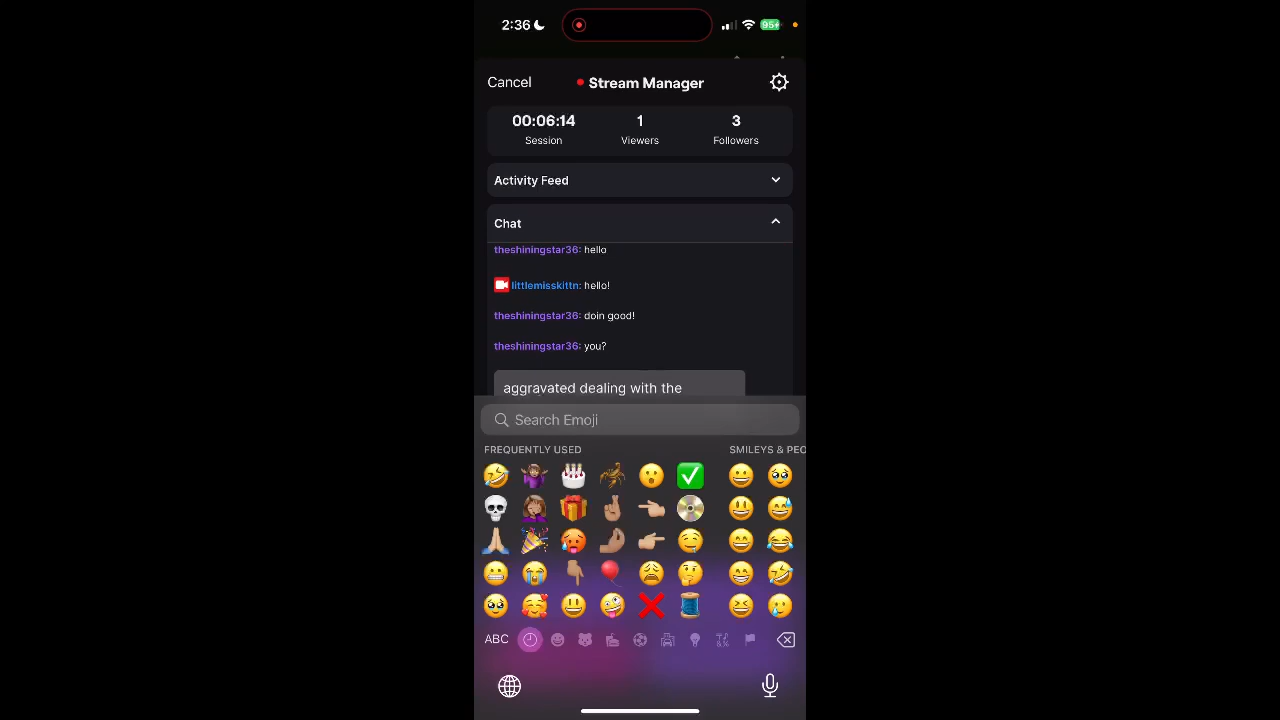 2:36
95+
Cancel
Stream Manager
00:06:14
1
3
Session
Viewers
Followers
Activity Feed
Chat
theshiningstar36: hello
littlemisskittn: hello!
theshiningstar36: doin good!
theshiningstar36: you?
aggravated dealing with the
Search Emoji
FREQUENTLY USED
SMILEYS & PEO
ABC